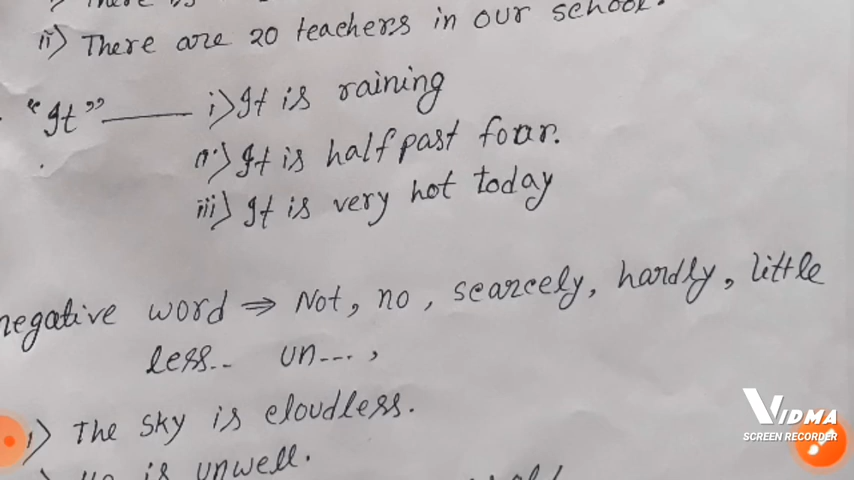 ii) There are 20 teachers in our school.
"It" —— i) It is raining
ii) It is half past four.
iii) It is very hot today
negative word ⇒ Not, no, scarcely, hardly, little
less.. un....,
i) The sky is cloudless.
is unwell.
VIDMA
SCREEN RECORDER